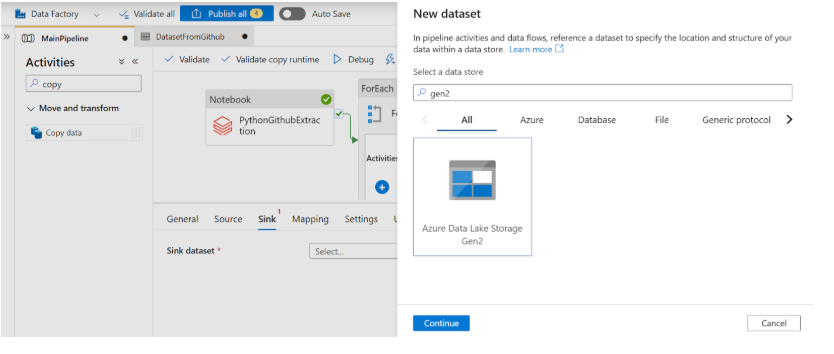 Data Factory
Validate all
Publish all 4
Auto Save
MainPipeline
DatasetFromGithub
Activities
copy
Move and transform
Copy data
Validate
Validate copy runtime
Debug
Notebook
PythonGithubExtrac
tion
ForEach
Activities
General
Source
Sink 1
Mapping
Settings
Sink dataset *
Select...
New dataset
In pipeline activities and data flows, reference a dataset to specify the location and structure of your
data within a data store. Learn more
Select a data store
gen2
All
Azure
Database
File
Generic protocol
Azure Data Lake Storage
Gen2
Continue
Cancel